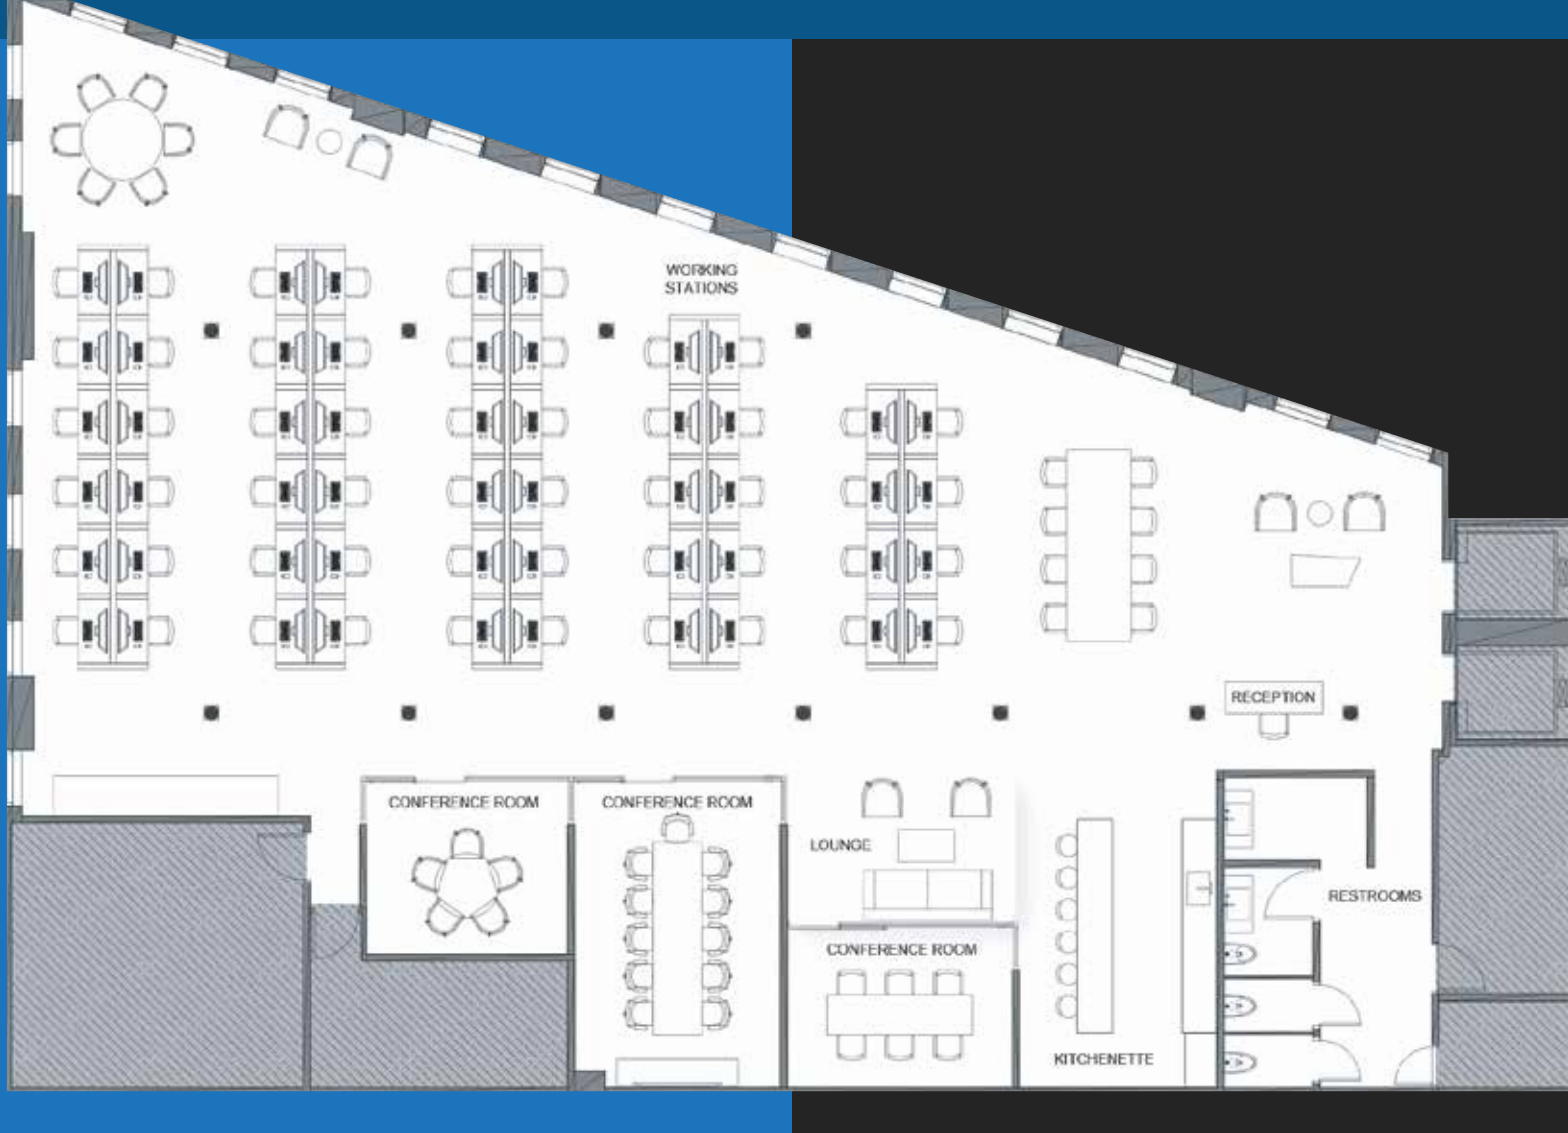 WORKING
STATIONS
RECEPTION
CONFERENCE ROOM
CONFERENCE ROOM
LOUNGE
RESTROOMS
CONFERENCE ROOM
KITCHENETTE